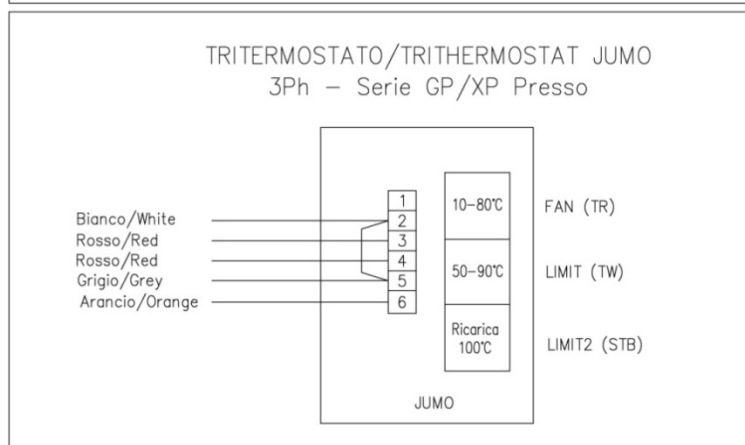 TRITERMOSTATO/TRITHERMOSTAT JUMO
3Ph – Serie GP/XP Presso
Bianco/White
Rosso/Red
Rosso/Red
Grigio/Grey
Arancio/Orange
1
2
3
4
5
6
10–80°C
FAN (TR)
50–90°C
LIMIT (TW)
Ricarica
100°C
LIMIT2 (STB)
JUMO